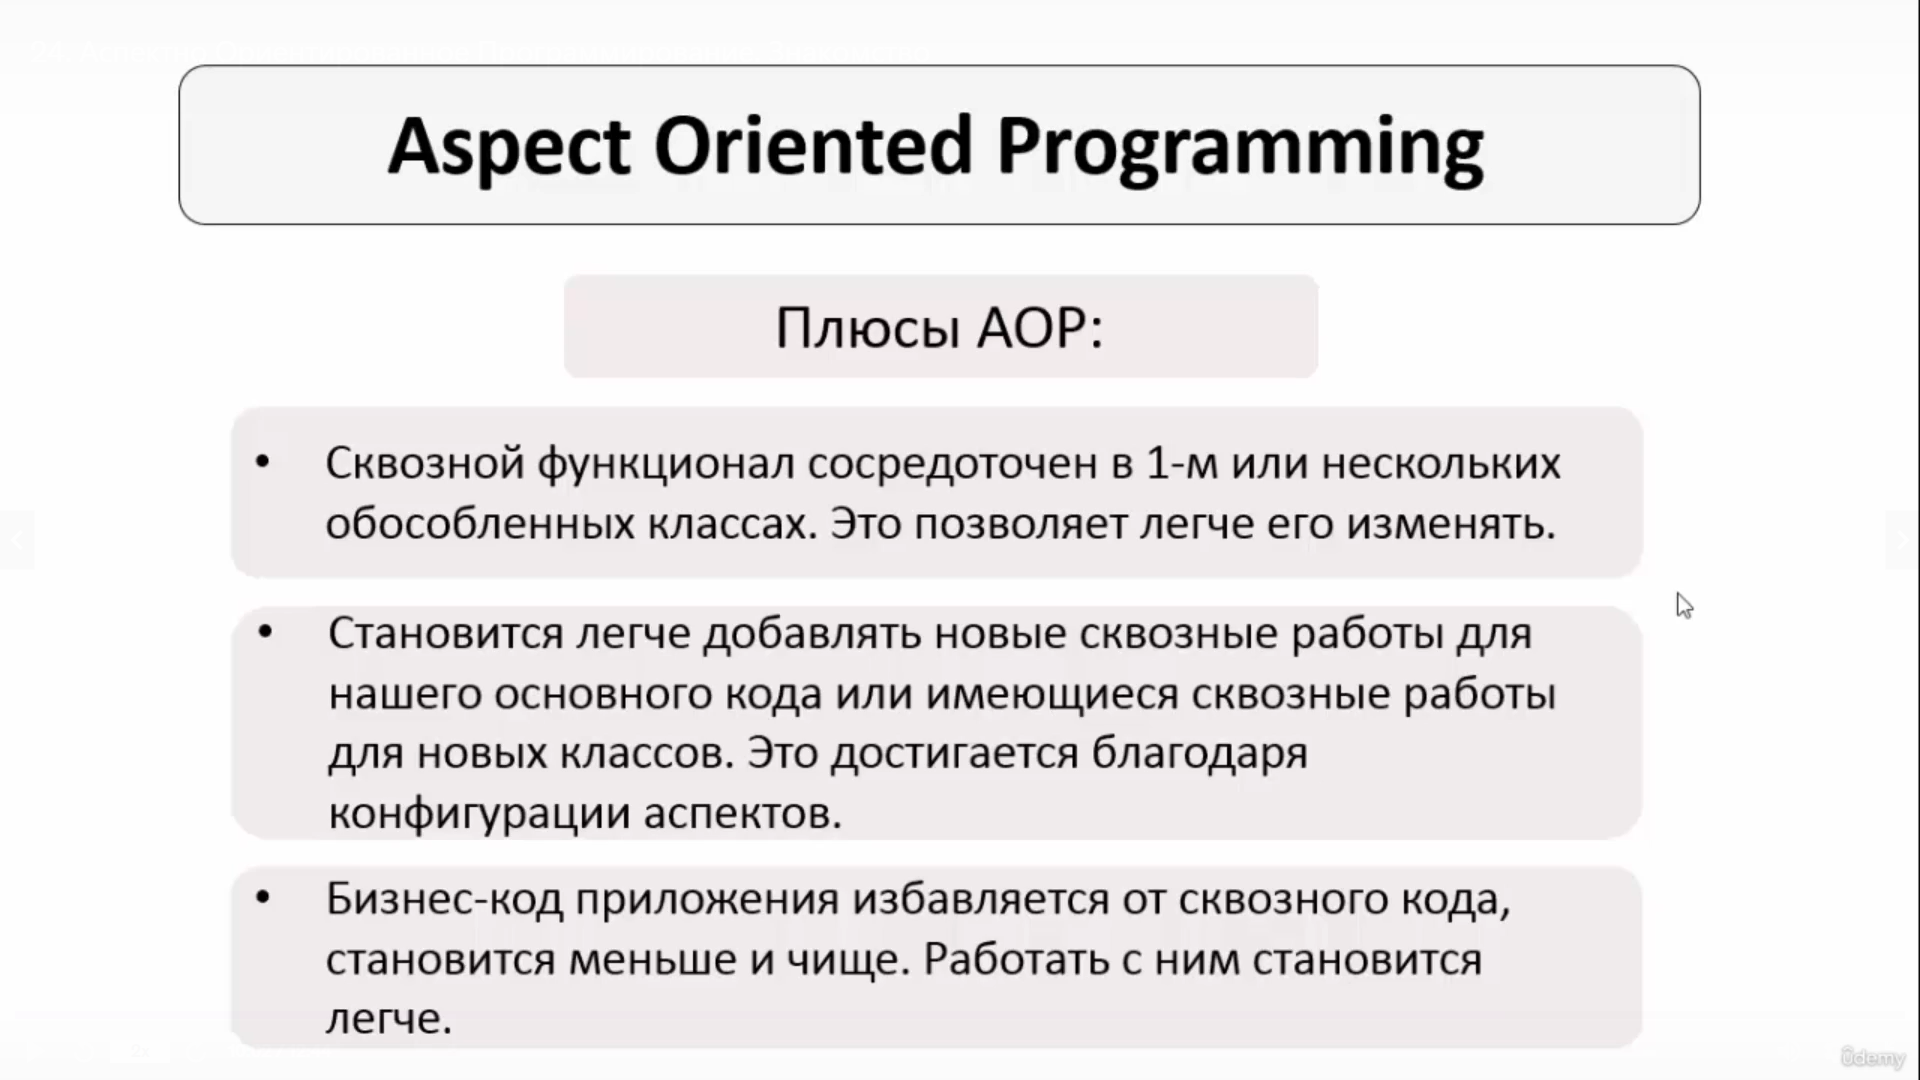 Aspect Oriented Programming
Плюсы AOP:
• Сквозной функционал сосредоточен в 1-м или нескольких
обособленных классах. Это позволяет легче его изменять.
• Становится легче добавлять новые сквозные работы для
нашего основного кода или имеющиеся сквозные работы
для новых классов. Это достигается благодаря
конфигурации аспектов.
• Бизнес-код приложения избавляется от сквозного кода,
становится меньше и чище. Работать с ним становится
легче.
2x
ûdemy